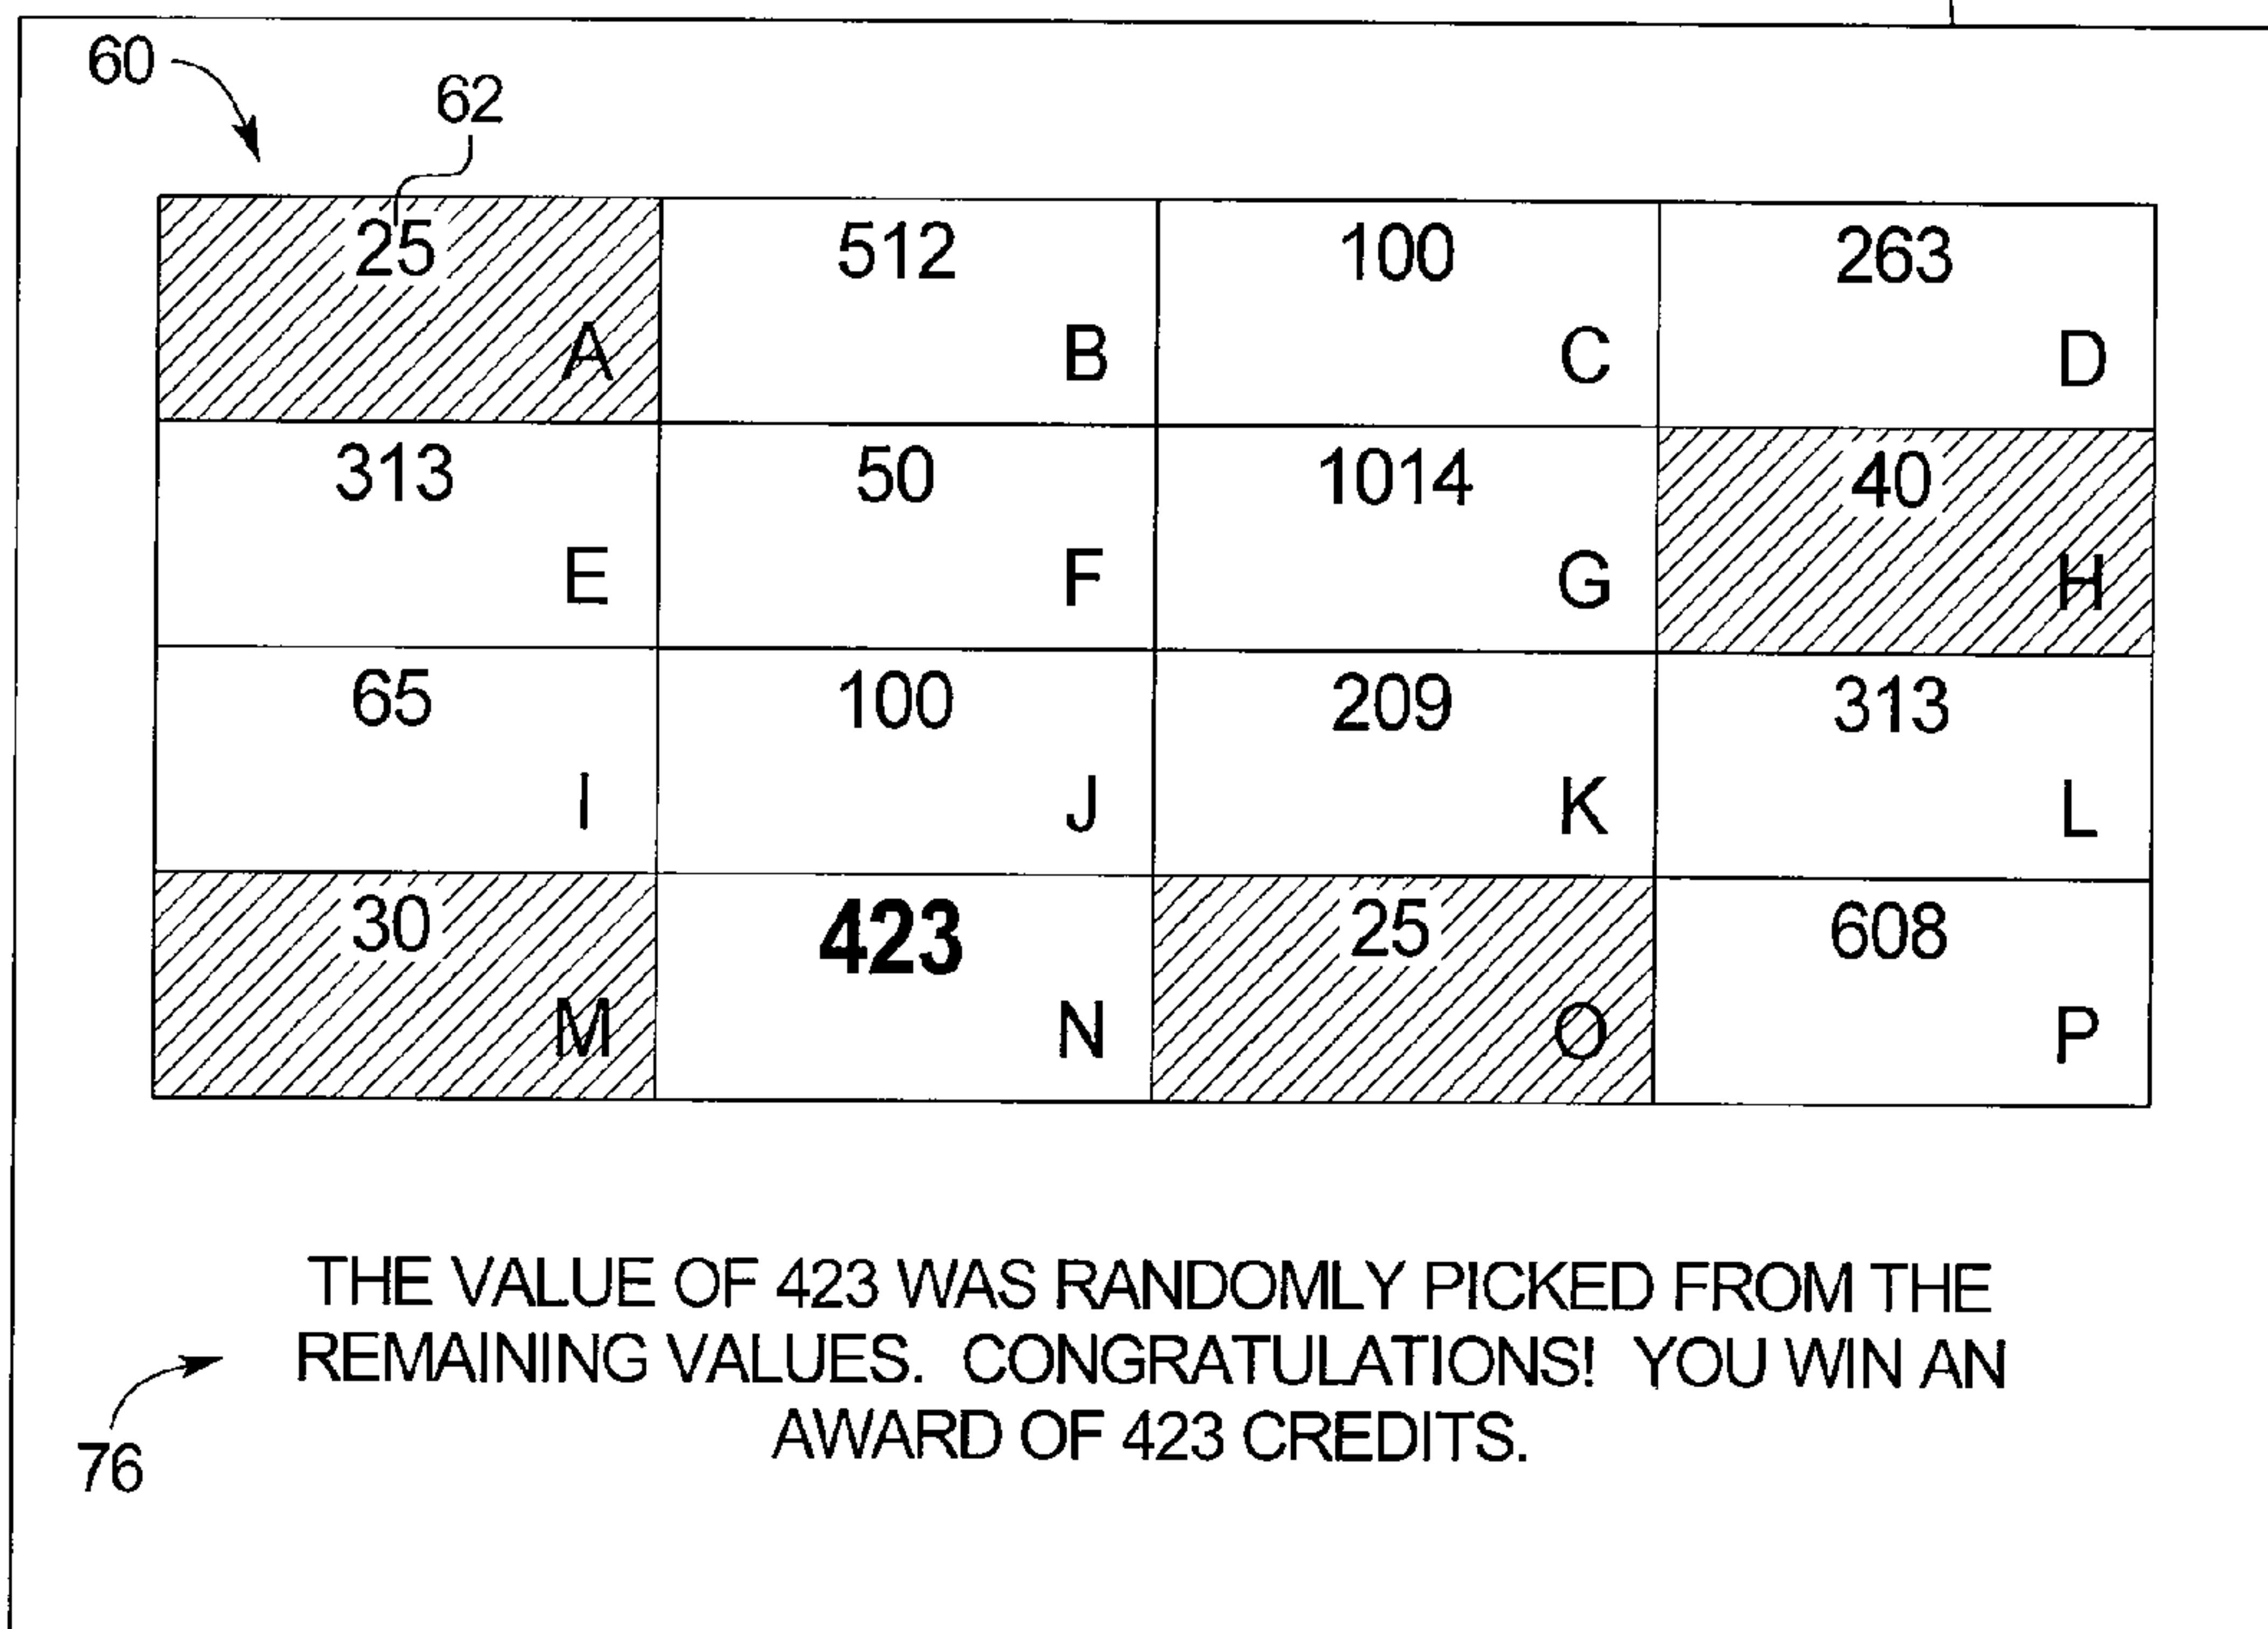 60
62
25 512 100 263
A B C D
313 50 1014 40
E F G H
65 100 209 313
I J K L
30 423 25 608
M N O P
THE VALUE OF 423 WAS RANDOMLY PICKED FROM THE
REMAINING VALUES. CONGRATULATIONS! YOU WIN AN
AWARD OF 423 CREDITS.
76